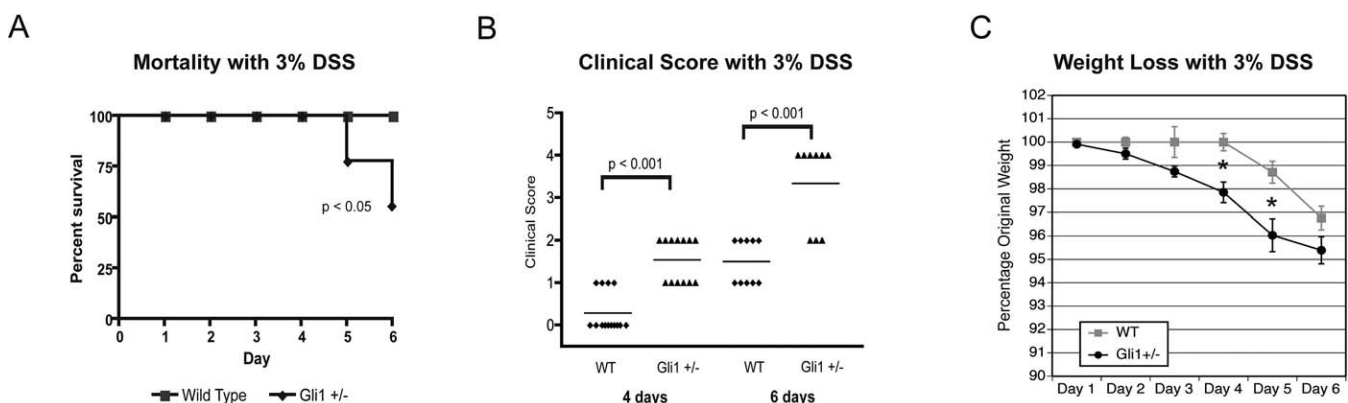 A
Mortality with 3% DSS
Percent survival
100
75
50
25
0
p < 0.05
0 1 2 3 4 5 6
Day
Wild Type Gli1 +/-
B
Clinical Score with 3% DSS
Clinical Score
5
4
3
2
1
0
p < 0.001
p < 0.001
WT Gli1 +/- WT Gli1 +/-
4 days 6 days
C
Weight Loss with 3% DSS
Percentage Original Weight
102
101
100
99
98
97
96
95
94
93
92
91
90
*
*
WT
Gli1+/-
Day 1 Day 2 Day 3 Day 4 Day 5 Day 6